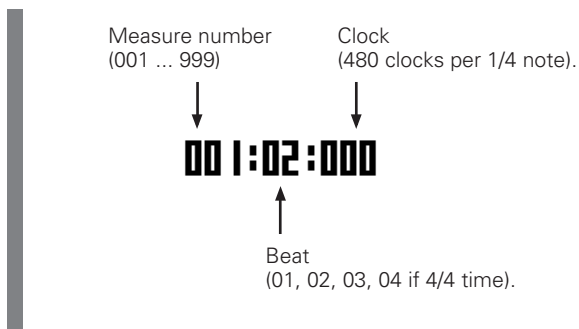 Measure number
(001 ... 999)
Clock
(480 clocks per 1/4 note).
001:02:000
Beat
(01, 02, 03, 04 if 4/4 time).